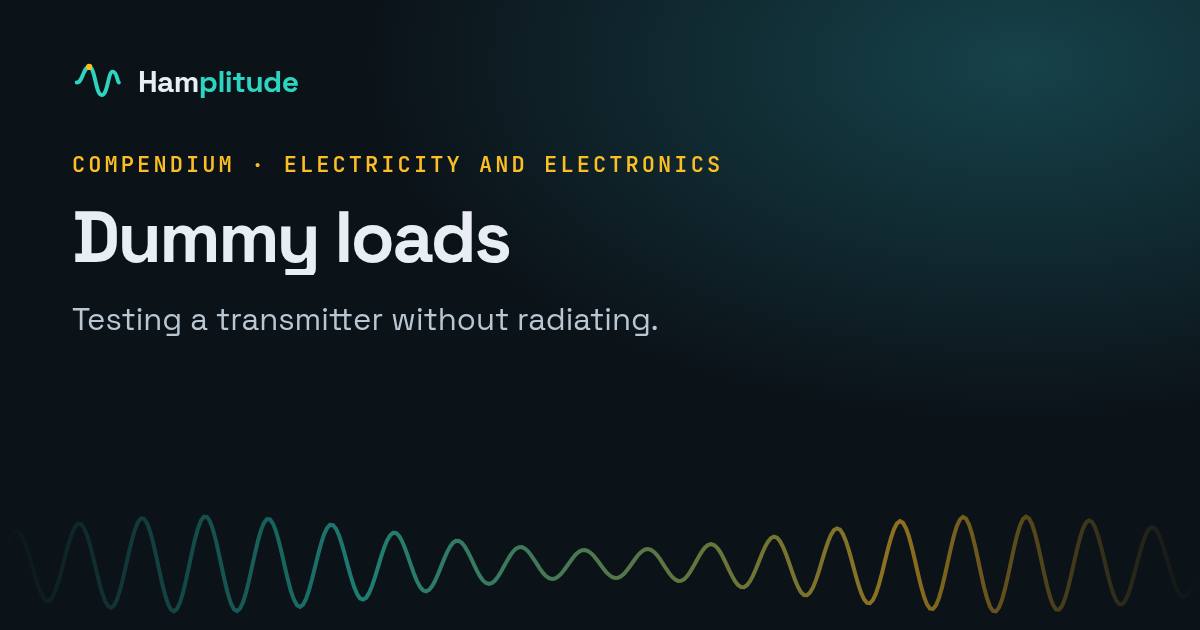 Hamplitude
COMPENDIUM · ELECTRICITY AND ELECTRONICS
Dummy loads
Testing a transmitter without radiating.